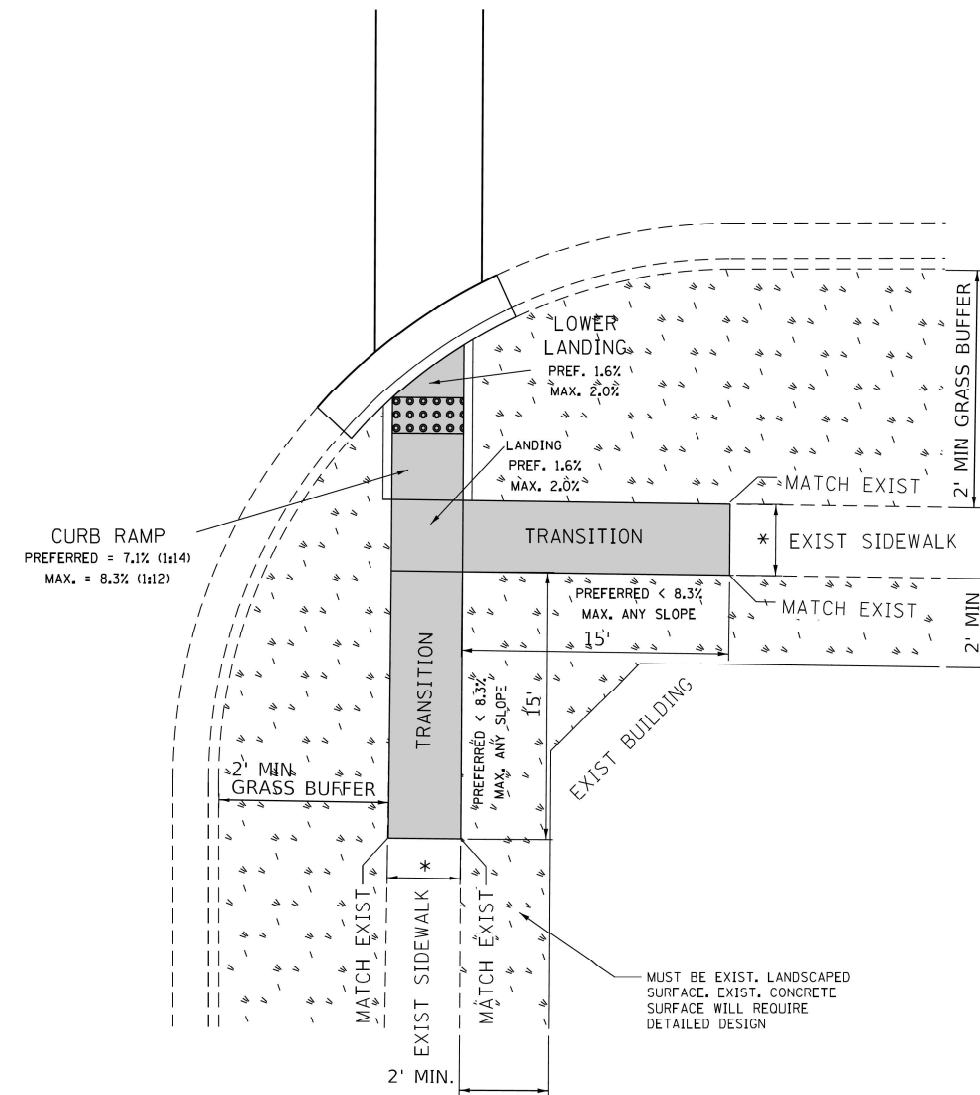 LOWER
LANDING
PREF. 1.6%
MAX. 2.0%
2' MIN GRASS BUFFER
LANDING
PREF. 1.6%
MAX. 2.0%
MATCH EXIST
CURB RAMP
PREFERRED = 7.1% (1:14)
MAX. = 8.3% (1:12)
TRANSITION
* EXIST SIDEWALK
PREFERRED < 8.3%
MAX. ANY SLOPE
MATCH EXIST
15'
2' MIN
TRANSITION
PREFERRED < 8.3%
MAX. ANY SLOPE
15'
EXIST BUILDING
2' MIN
GRASS BUFFER
*
MATCH EXIST
EXIST SIDEWALK
MATCH EXIST
MUST BE EXIST. LANDSCAPED
SURFACE. EXIST. CONCRETE
SURFACE WILL REQUIRE
DETAILED DESIGN
2' MIN.